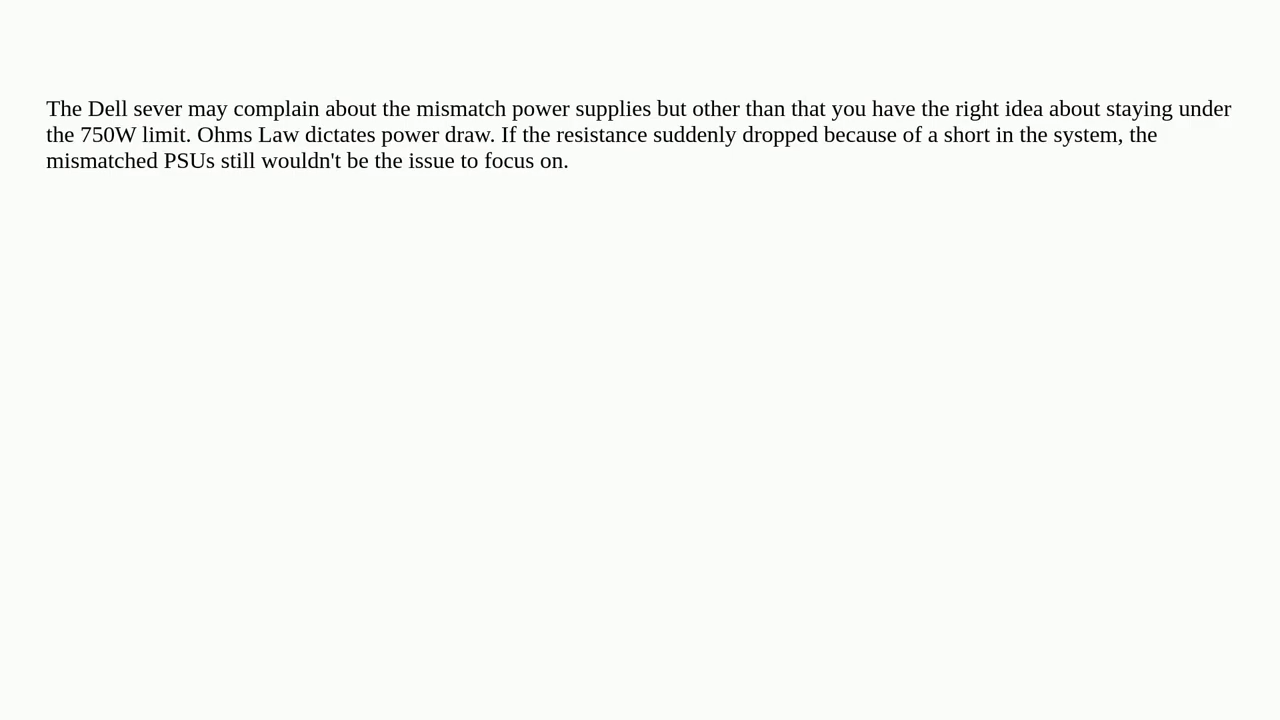 The Dell sever may complain about the mismatch power supplies but other than that you have the right idea about staying under
the 750W limit. Ohms Law dictates power draw. If the resistance suddenly dropped because of a short in the system, the
mismatched PSUs still wouldn't be the issue to focus on.